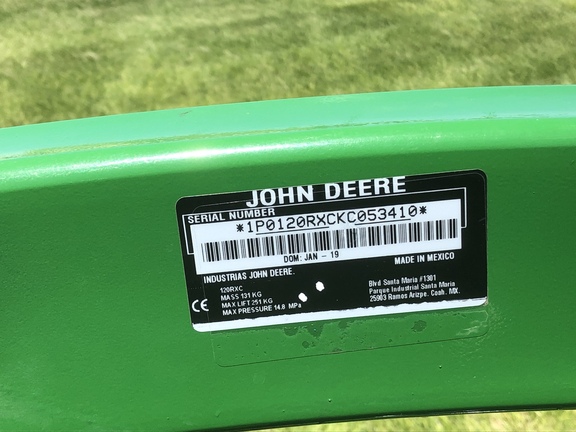 JOHN DEERE
SERIAL NUMBER
*1P0120RXCKC053410*
DOM: JAN - 19
MADE IN MEXICO
INDUSTRIAS JOHN DEERE.
120RXC
MASS 131 KG
MAX LIFT 251 KG
MAX PRESSURE 14.8 MPa
CE
Blvd Santa Maria #1301
Parque Industrial Santa Maria
25903 Ramos Arizpe. Coah. MX.